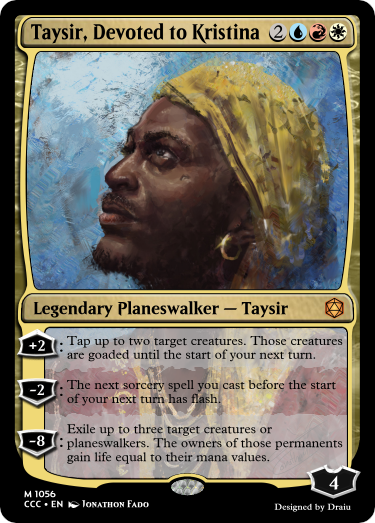 Taysir, Devoted to Kristina 2
Legendary Planeswalker — Taysir
+2: Tap up to two target creatures. Those creatures
are goaded until the start of your next turn.
-2: The next sorcery spell you cast before the start
of your next turn has flash.
-8: Exile up to three target creatures or
planeswalkers. The owners of those permanents
gain life equal to their mana values.
4
M 1056
CCC • EN Jonathon Fado
Designed by Draiu